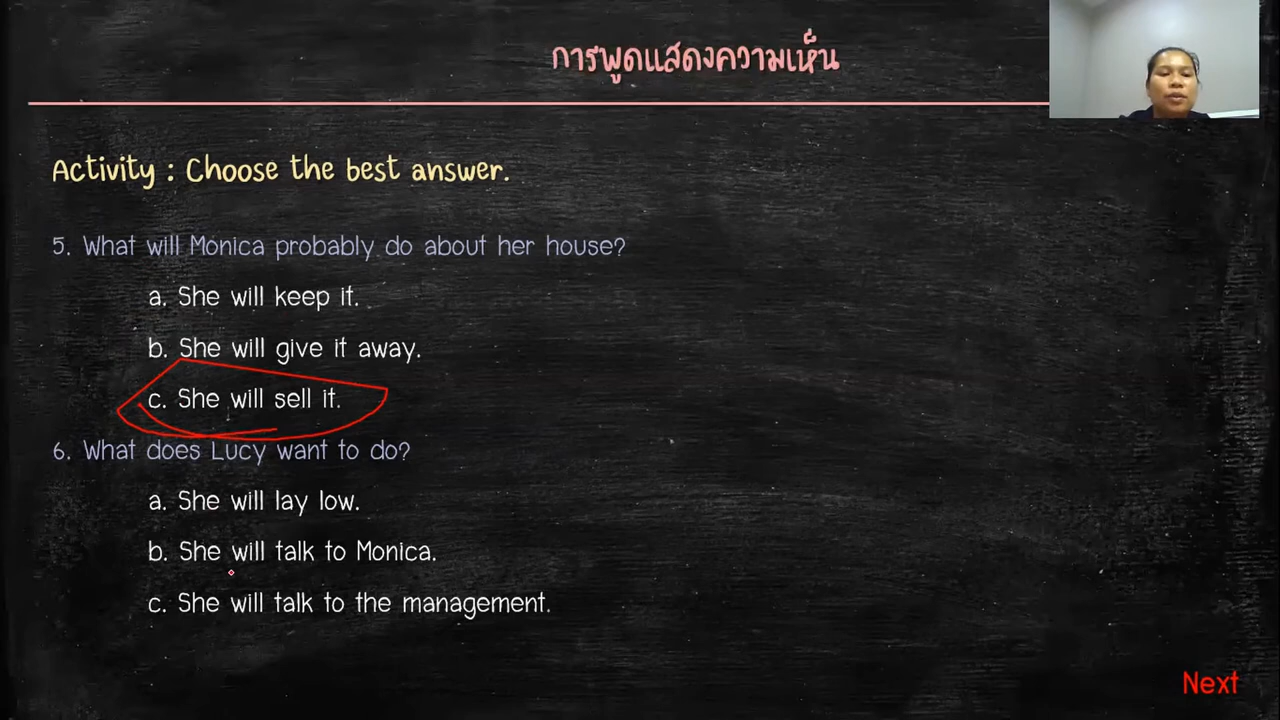 การพูดแสดงความเห็น
Activity : Choose the best answer.
5. What will Monica probably do about her house?
a. She will keep it.
b. She will give it away.
c. She will sell it.
6. What does Lucy want to do?
a. She will lay low.
b. She will talk to Monica.
c. She will talk to the management.
Next